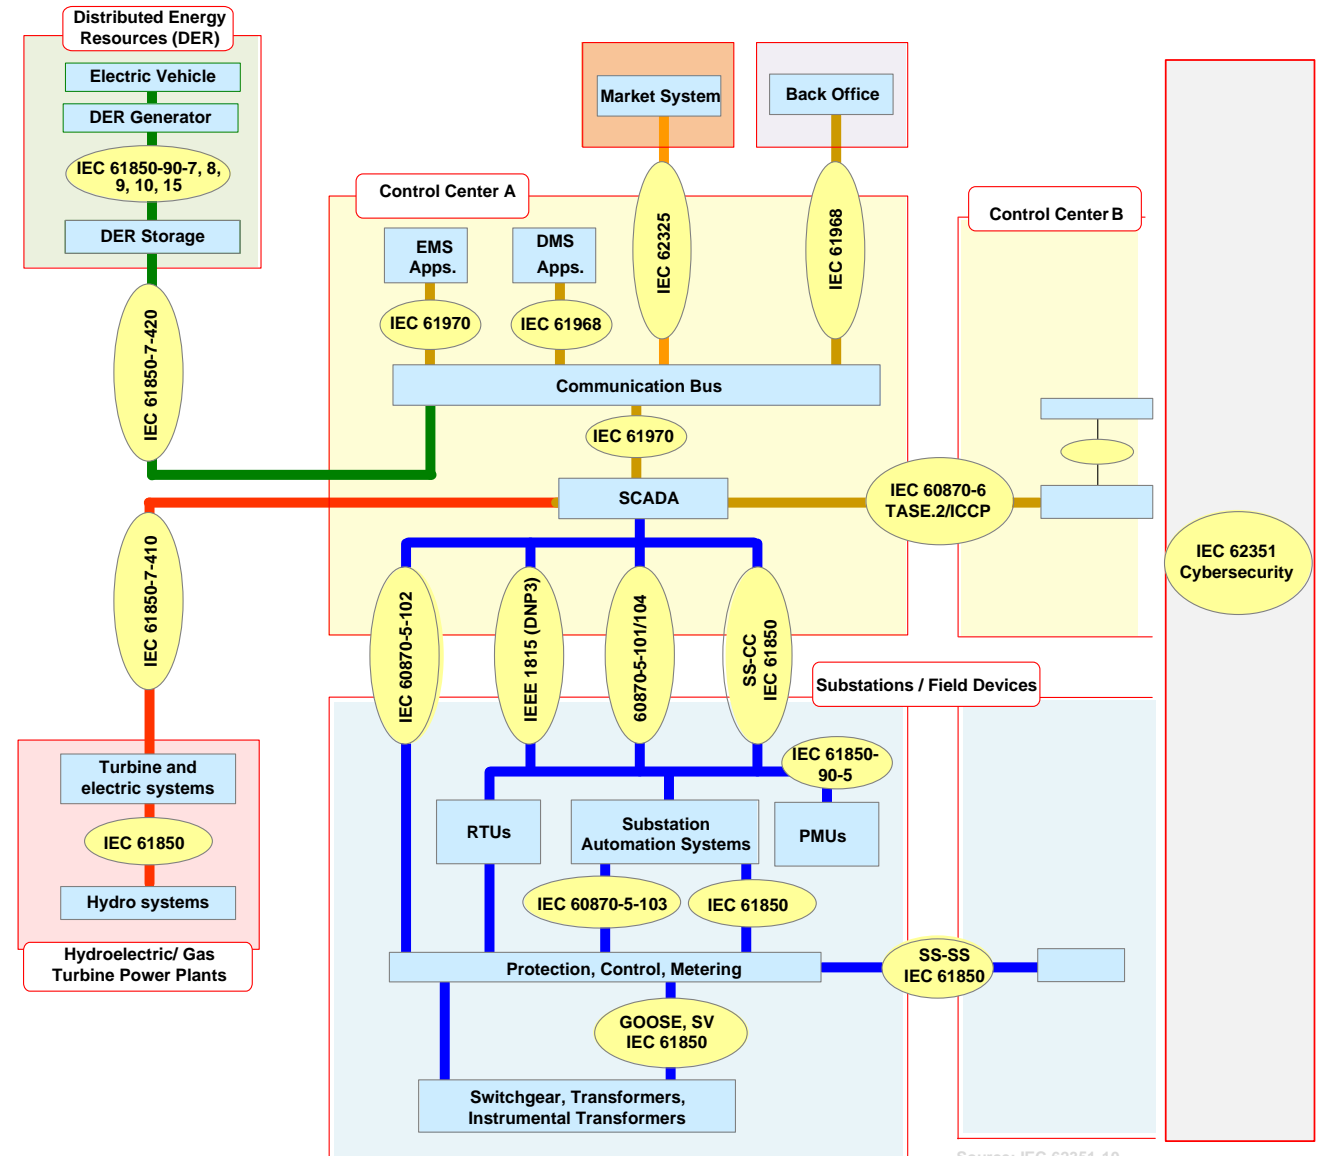 Distributed Energy
Resources (DER)
Electric Vehicle
DER Generator
IEC 61850-90-7, 8,
9, 10, 15
DER Storage
IEC 61850-7-420
Market System
Back Office
IEC 62325
IEC 61968
Control Center A
EMS
Apps.
DMS
Apps.
IEC 61970
IEC 61968
Communication Bus
IEC 61970
SCADA
Control Center B
IEC 60870-6
TASE.2/ICCP
IEC 62351
Cybersecurity
IEC 61850-7-410
IEC 60870-5-102
IEEE 1815 (DNP3)
60870-5-101/104
SS-CC
IEC 61850
Substations / Field Devices
IEC 61850-
90-5
Turbine and
electric systems
IEC 61850
Hydro systems
Hydroelectric/ Gas
Turbine Power Plants
RTUs
Substation
Automation Systems
PMUs
IEC 60870-5-103
IEC 61850
Protection, Control, Metering
SS-SS
IEC 61850
GOOSE, SV
IEC 61850
Switchgear, Transformers,
Instrumental Transformers
Source: IEC 62351-10